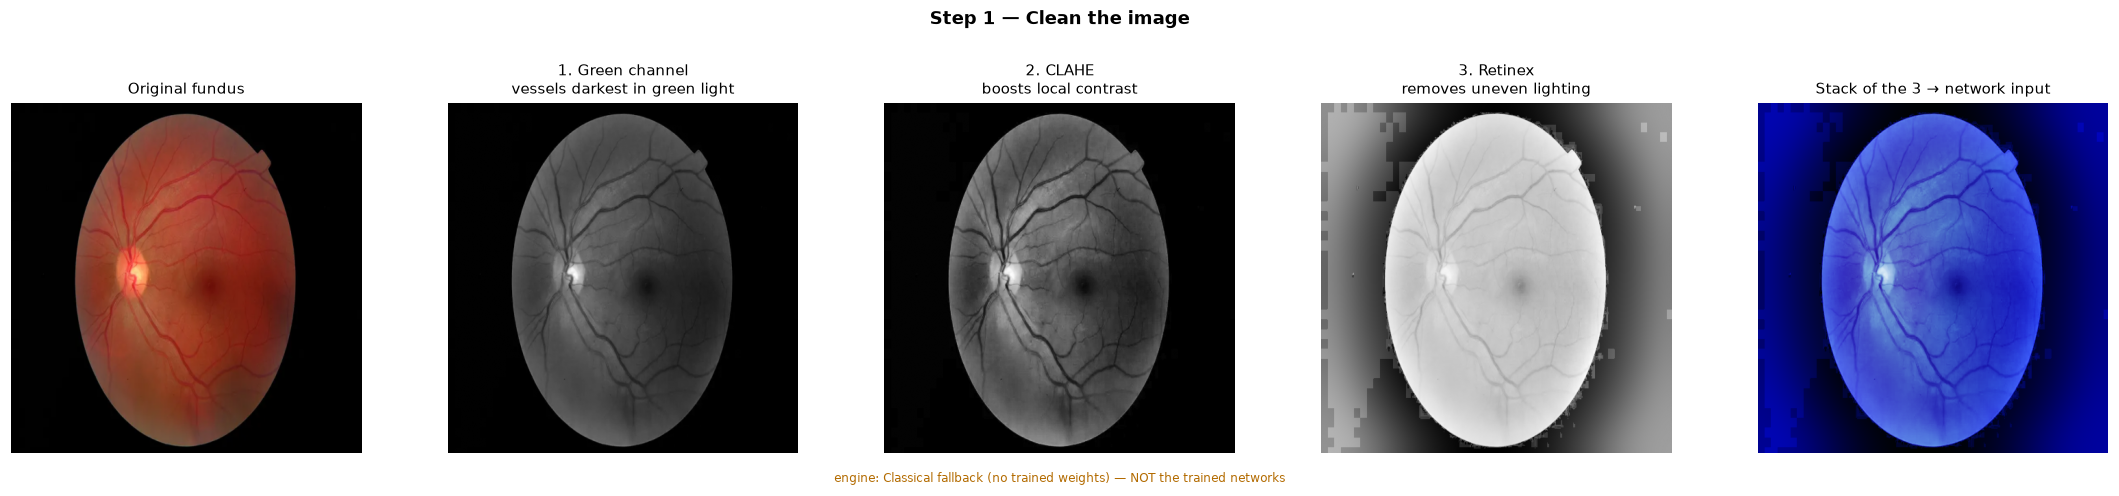 Step 1 — Clean the image
Original fundus
1. Green channel
vessels darkest in green light
2. CLAHE
boosts local contrast
3. Retinex
removes uneven lighting
Stack of the 3 → network input
engine: Classical fallback (no trained weights) — NOT the trained networks